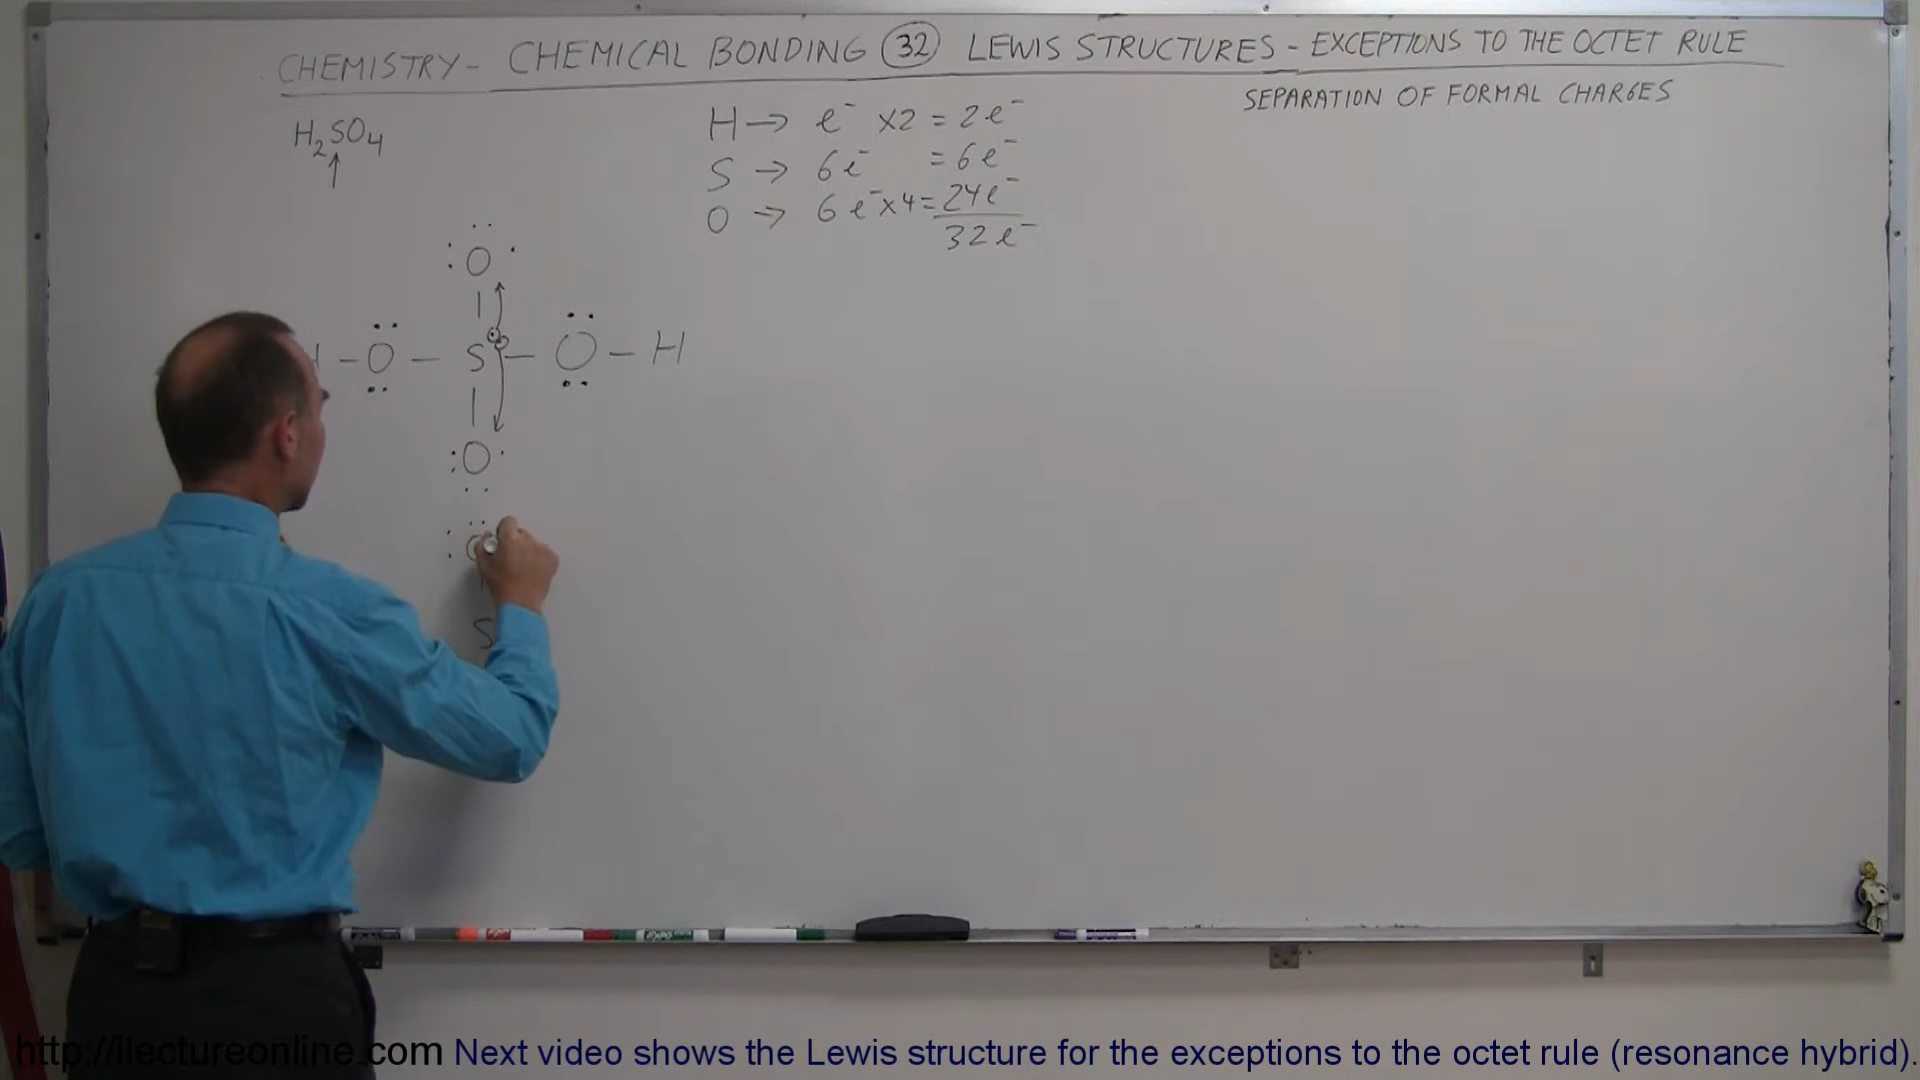 CHEMISTRY - CHEMICAL BONDING 32 LEWIS STRUCTURES - EXCEPTIONS TO THE OCTET RULE
SEPARATION OF FORMAL CHARGES
H₂SO₄
↑
H → e⁻ x2 = 2e⁻
S → 6e⁻ = 6e⁻
O → 6e⁻ x4 = 24e⁻
32e⁻
O
H - O - S - O - H
O
O
S
http://ilectureonline.com Next video shows the Lewis structure for the exceptions to the octet rule (resonance hybrid).